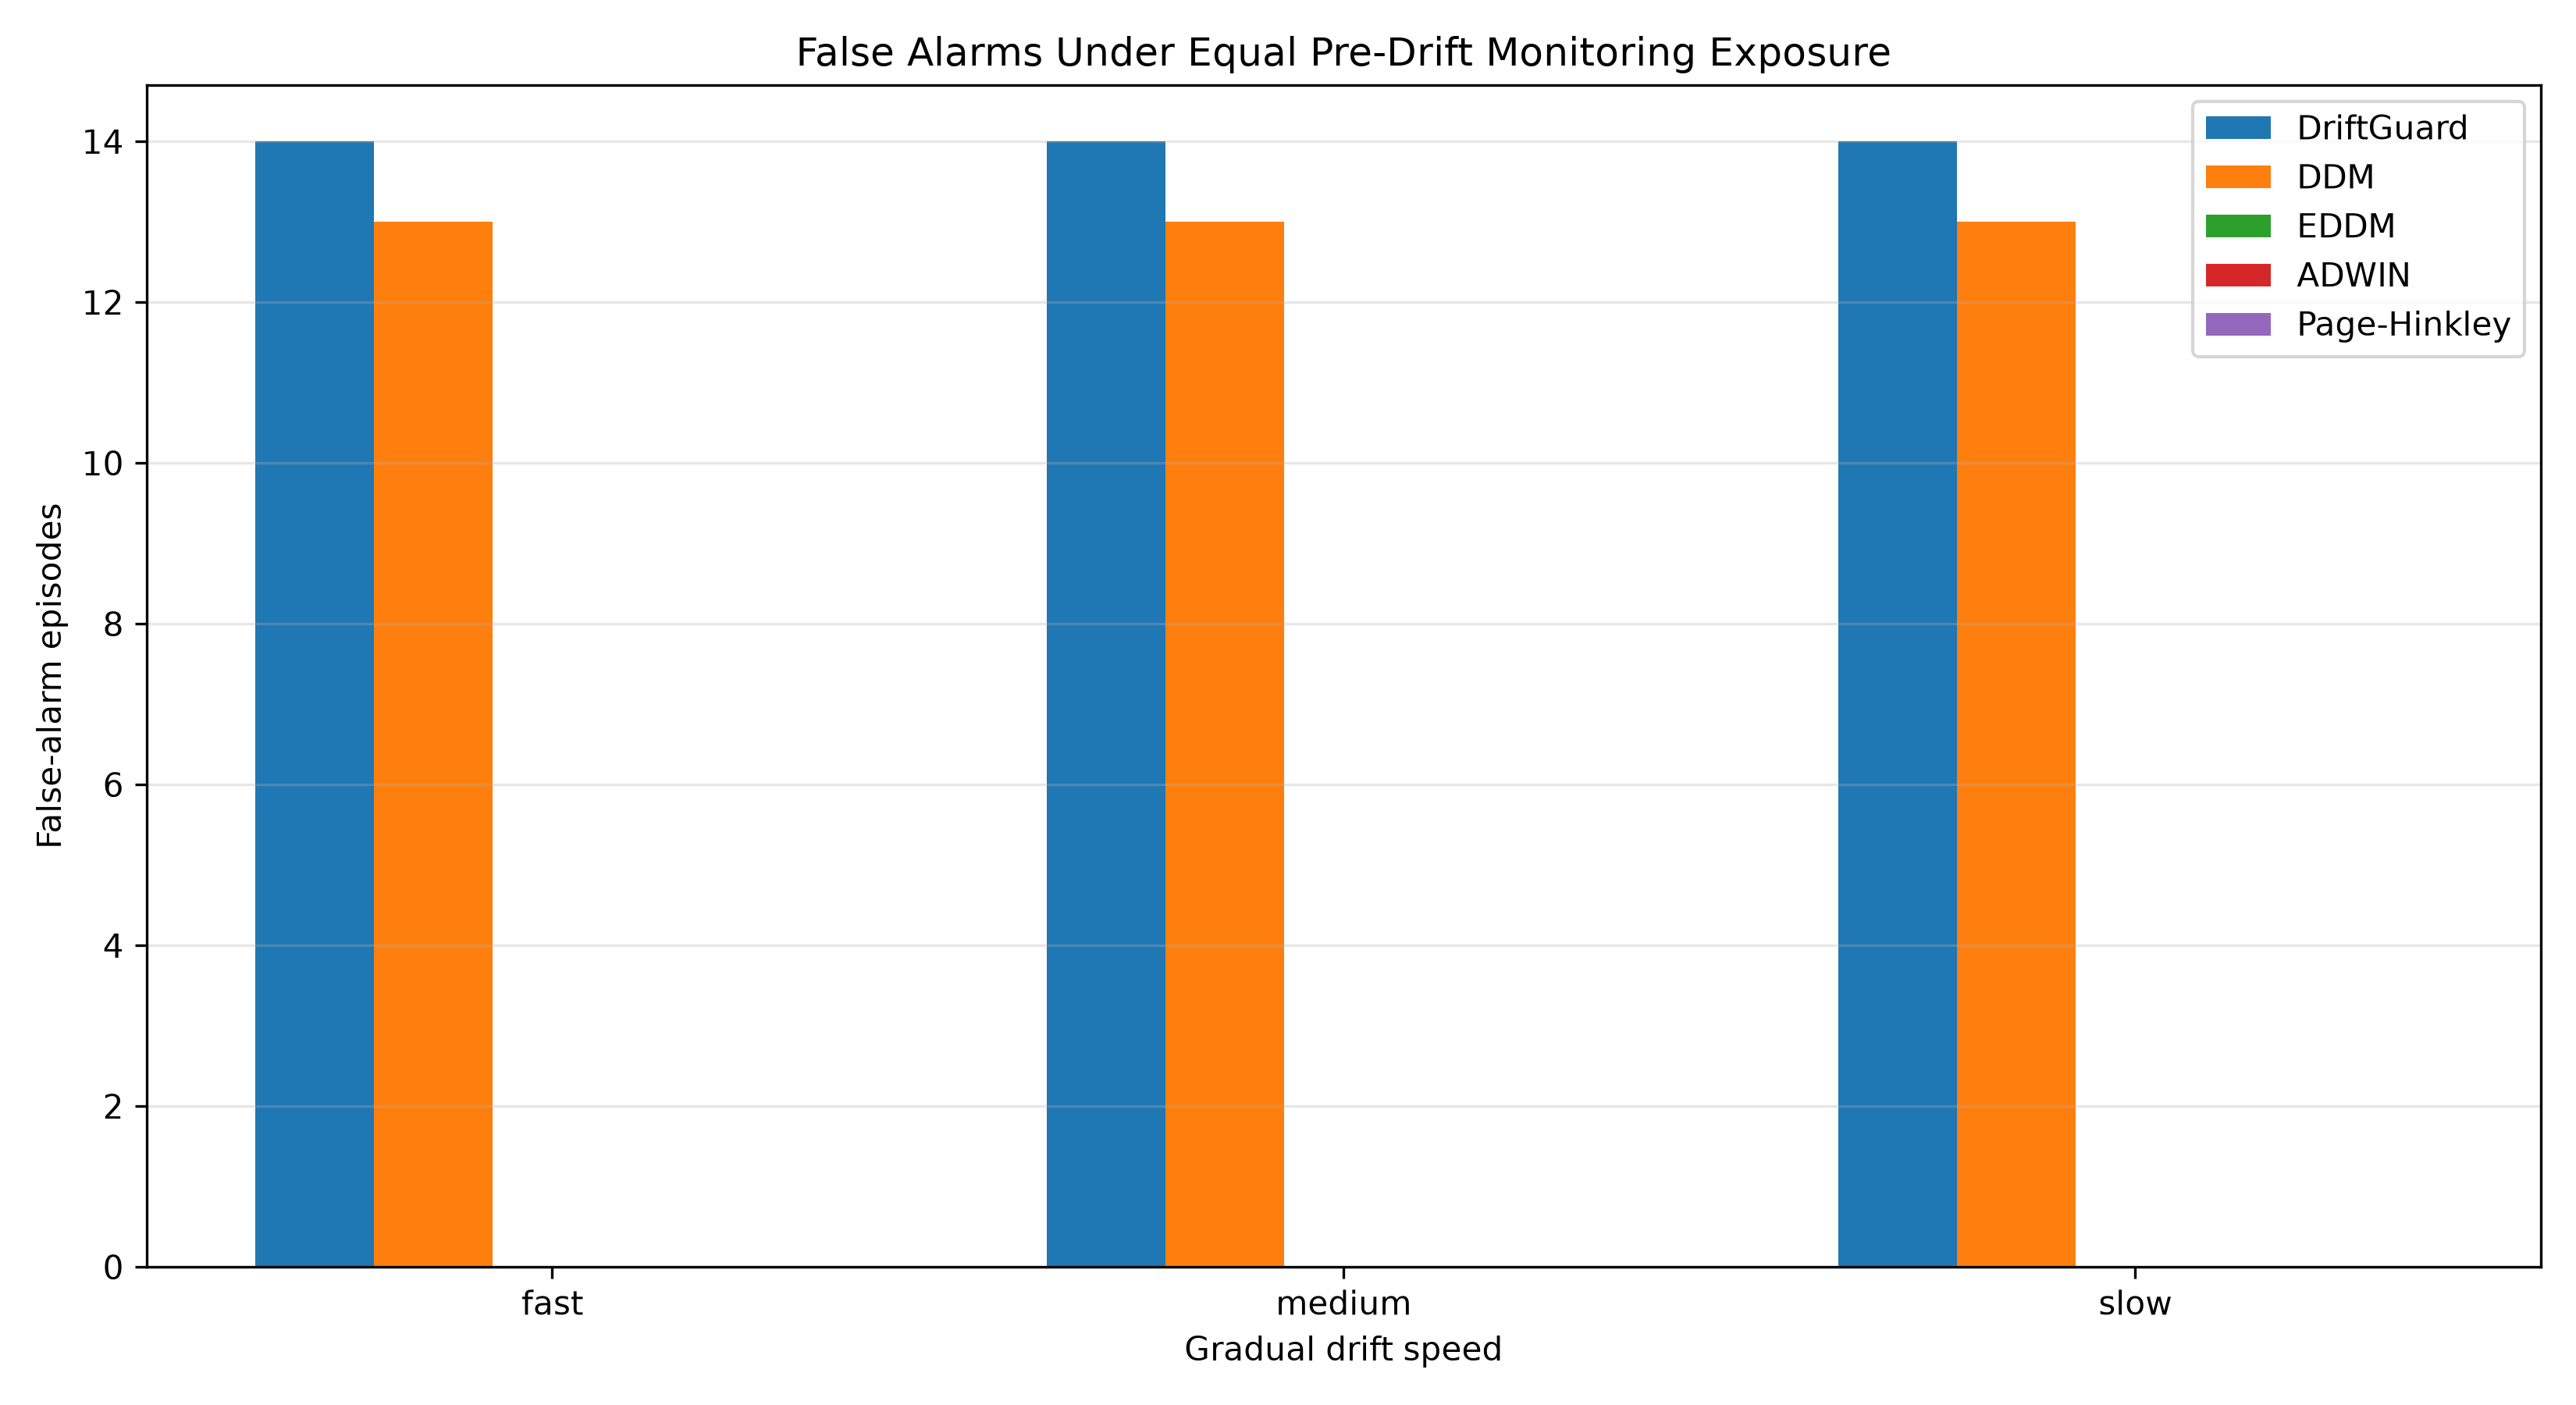 False Alarms Under Equal Pre-Drift Monitoring Exposure
DriftGuard
DDM
EDDM
ADWIN
Page-Hinkley
False-alarm episodes
14
12
10
8
6
4
2
0
fast
medium
slow
Gradual drift speed